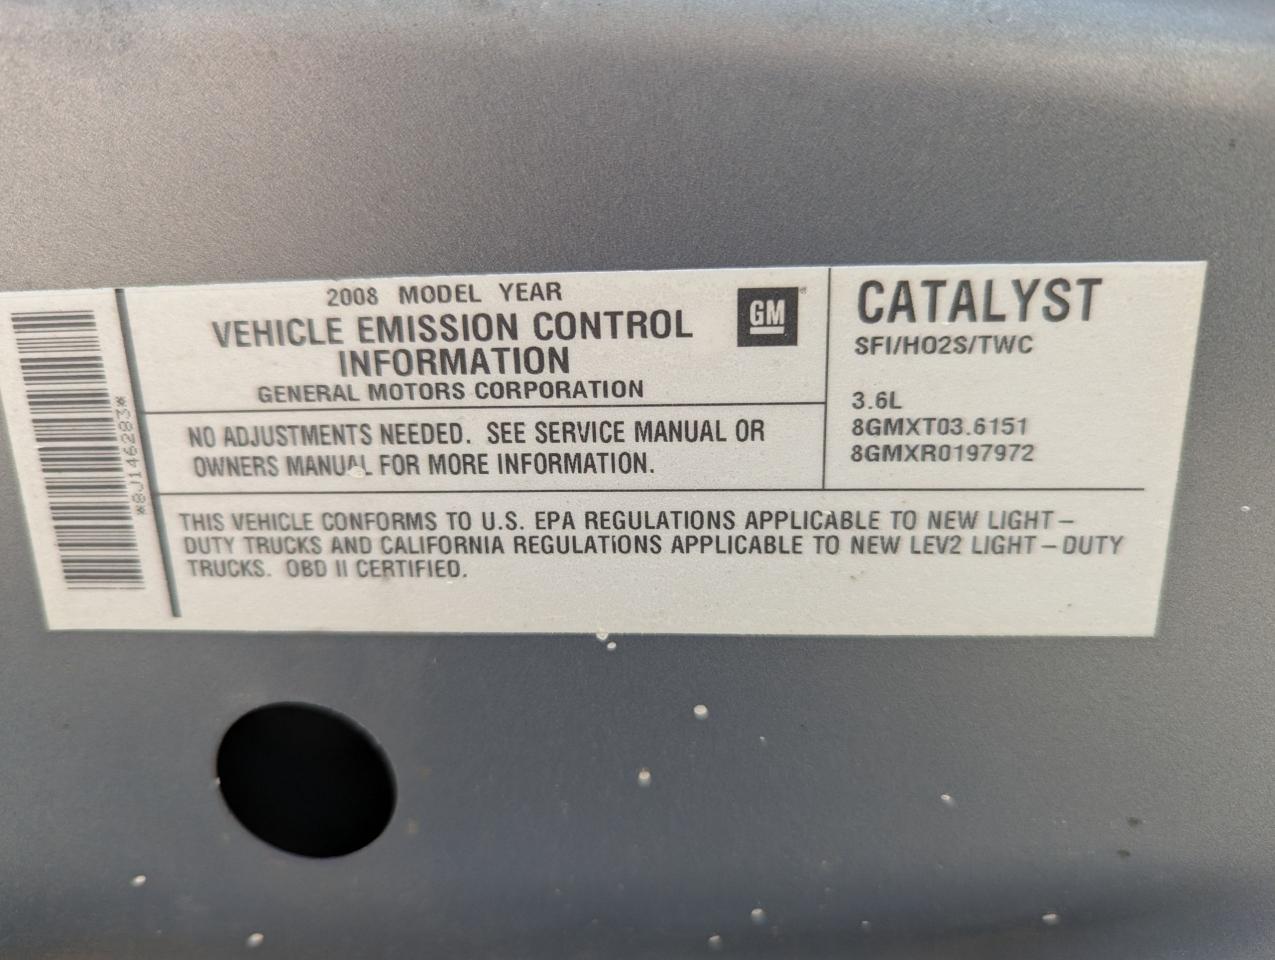 *8J146283*
2008 MODEL YEAR
VEHICLE EMISSION CONTROL
INFORMATION
GENERAL MOTORS CORPORATION
GM
®
NO ADJUSTMENTS NEEDED. SEE SERVICE MANUAL OR
OWNERS MANUAL FOR MORE INFORMATION.
CATALYST
SFI/HO2S/TWC
3.6L
8GMXT03.6151
8GMXR0197972
THIS VEHICLE CONFORMS TO U.S. EPA REGULATIONS APPLICABLE TO NEW LIGHT–
DUTY TRUCKS AND CALIFORNIA REGULATIONS APPLICABLE TO NEW LEV2 LIGHT–DUTY
TRUCKS. OBD II CERTIFIED.